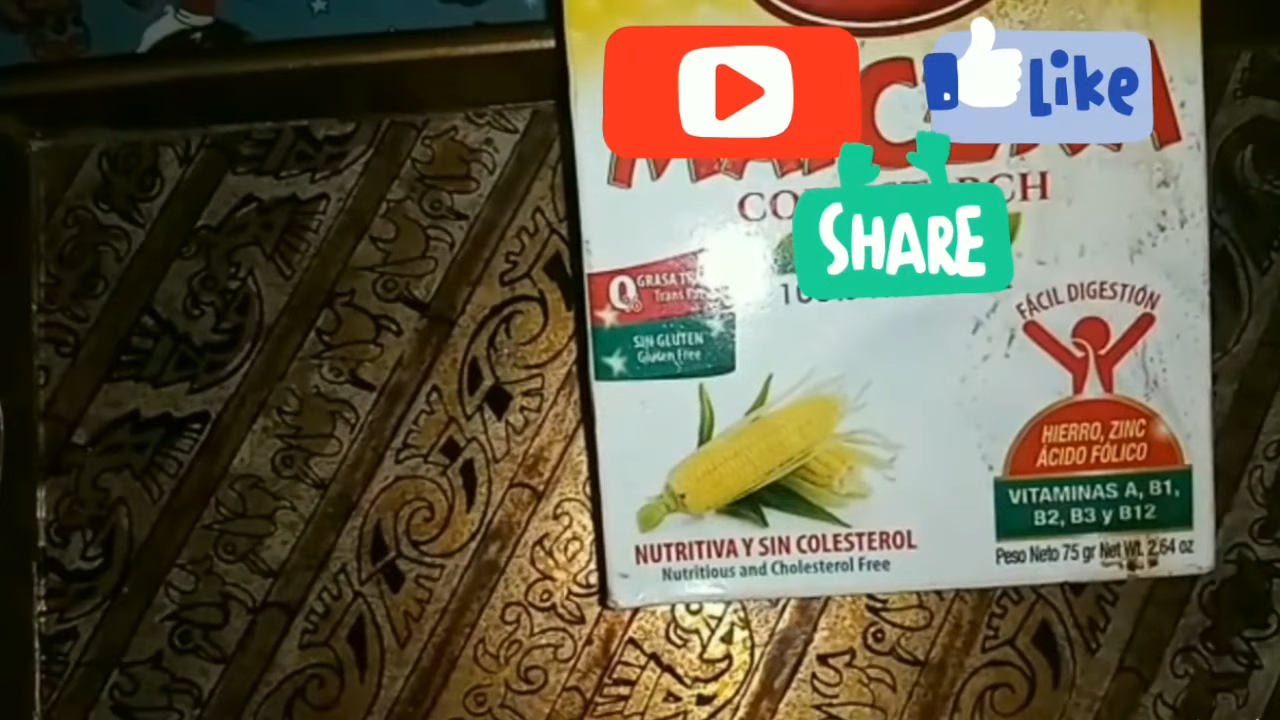 Like
SHARE
0%
GRASA
Trans
SIN GLUTEN
Gluten Free
FÁCIL DIGESTIÓN
HIERRO, ZINC
ÁCIDO FÓLICO
VITAMINAS A, B1,
B2, B3 y B12
NUTRITIVA Y SIN COLESTEROL
Nutritious and Cholesterol Free
Peso Neto 75 gr Net Wt. 2,64 oz